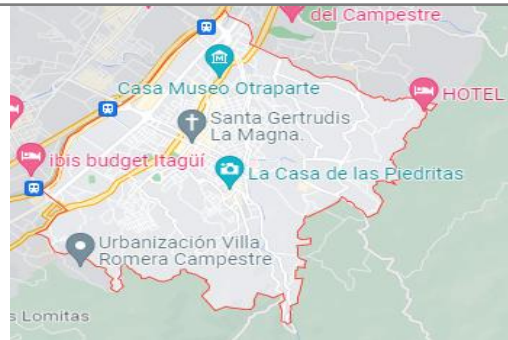 del Campestre
Casa Museo Otraparte
HOTEL
Santa Gertrudis
La Magna.
ibis budget Itagüí
La Casa de las Piedritas
Urbanización Villa
Romera Campestre
s Lomitas